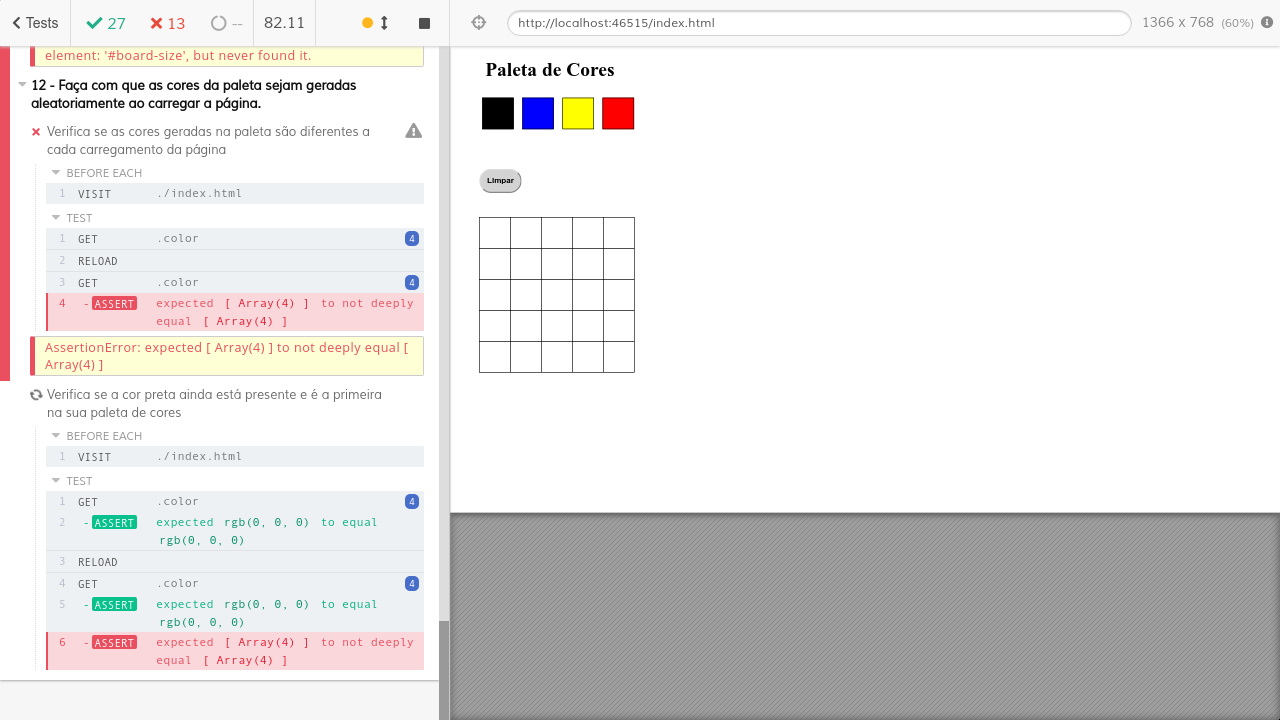 Tests 27 13 -- 82.11
http://localhost:46515/index.html 1366 x 768 (60%)
element: '#board-size', but never found it.
12 - Faça com que as cores da paleta sejam geradas
aleatoriamente ao carregar a página.
Verifica se as cores geradas na paleta são diferentes a
cada carregamento da página
BEFORE EACH
1 VISIT ./index.html
TEST
1 GET .color 4
2 RELOAD
3 GET .color 4
4 -ASSERT expected [ Array(4) ] to not deeply
equal [ Array(4) ]
AssertionError: expected [ Array(4) ] to not deeply equal [
Array(4) ]
Verifica se a cor preta ainda está presente e é a primeira
na sua paleta de cores
BEFORE EACH
1 VISIT ./index.html
TEST
1 GET .color 4
2 -ASSERT expected rgb(0, 0, 0) to equal
rgb(0, 0, 0)
3 RELOAD
4 GET .color 4
5 -ASSERT expected rgb(0, 0, 0) to equal
rgb(0, 0, 0)
6 -ASSERT expected [ Array(4) ] to not deeply
equal [ Array(4) ]
Paleta de Cores
Limpar